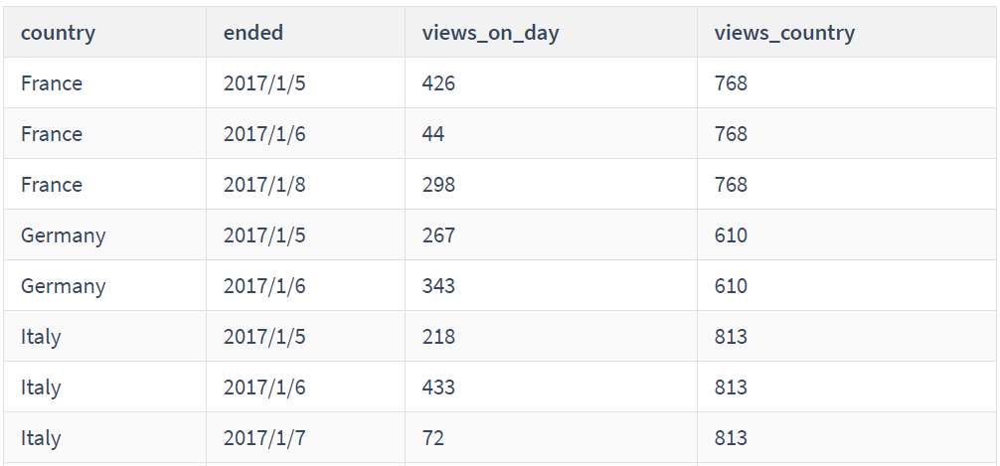 country ended views_on_day views_country
France 2017/1/5 426 768
France 2017/1/6 44 768
France 2017/1/8 298 768
Germany 2017/1/5 267 610
Germany 2017/1/6 343 610
Italy 2017/1/5 218 813
Italy 2017/1/6 433 813
Italy 2017/1/7 72 813